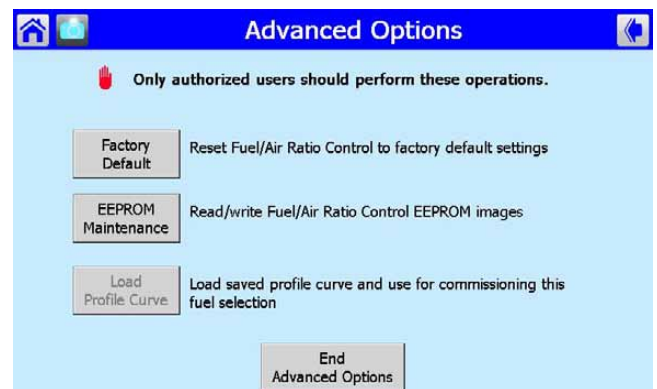 Advanced Options
Only authorized users should perform these operations.
Factory
Default
Reset Fuel/Air Ratio Control to factory default settings
EEPROM
Maintenance
Read/write Fuel/Air Ratio Control EEPROM images
Load
Profile Curve
Load saved profile curve and use for commissioning this
fuel selection
End
Advanced Options